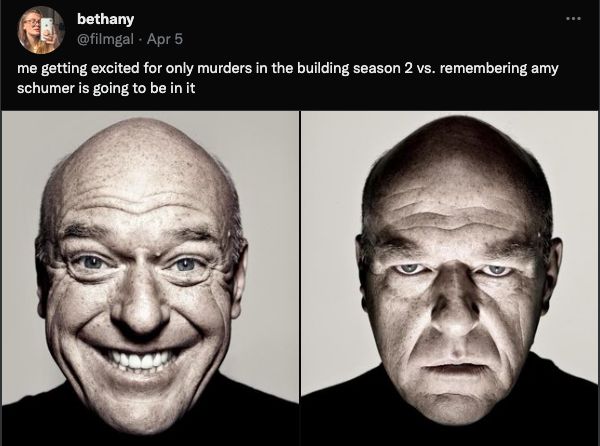 bethany
@filmgal · Apr 5
me getting excited for only murders in the building season 2 vs. remembering amy
schumer is going to be in it